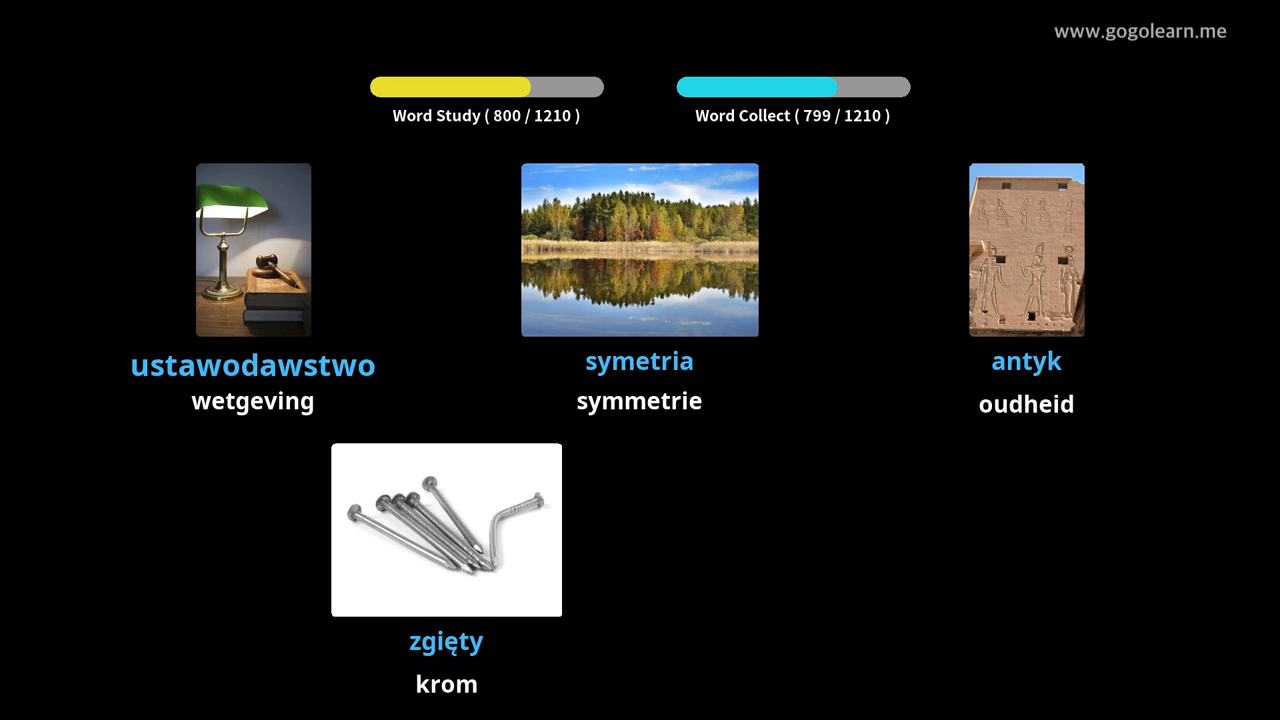 www.gogolearn.me
Word Study ( 800 / 1210 )
Word Collect ( 799 / 1210 )
ustawodawstwo
wetgeving
symetria
symmetrie
antyk
oudheid
zgięty
krom